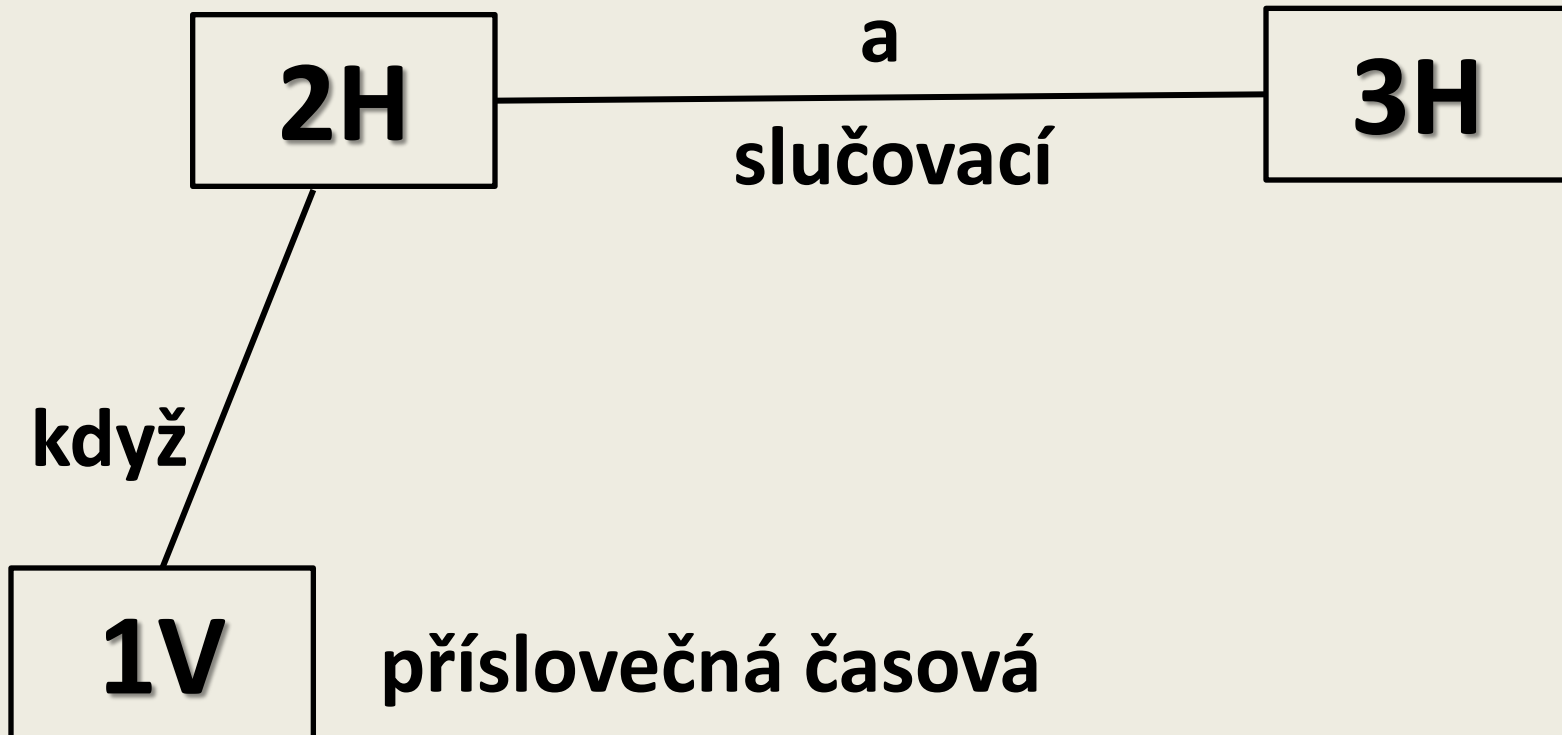 a
2H
3H
slučovací
když
1V
příslovečná časová